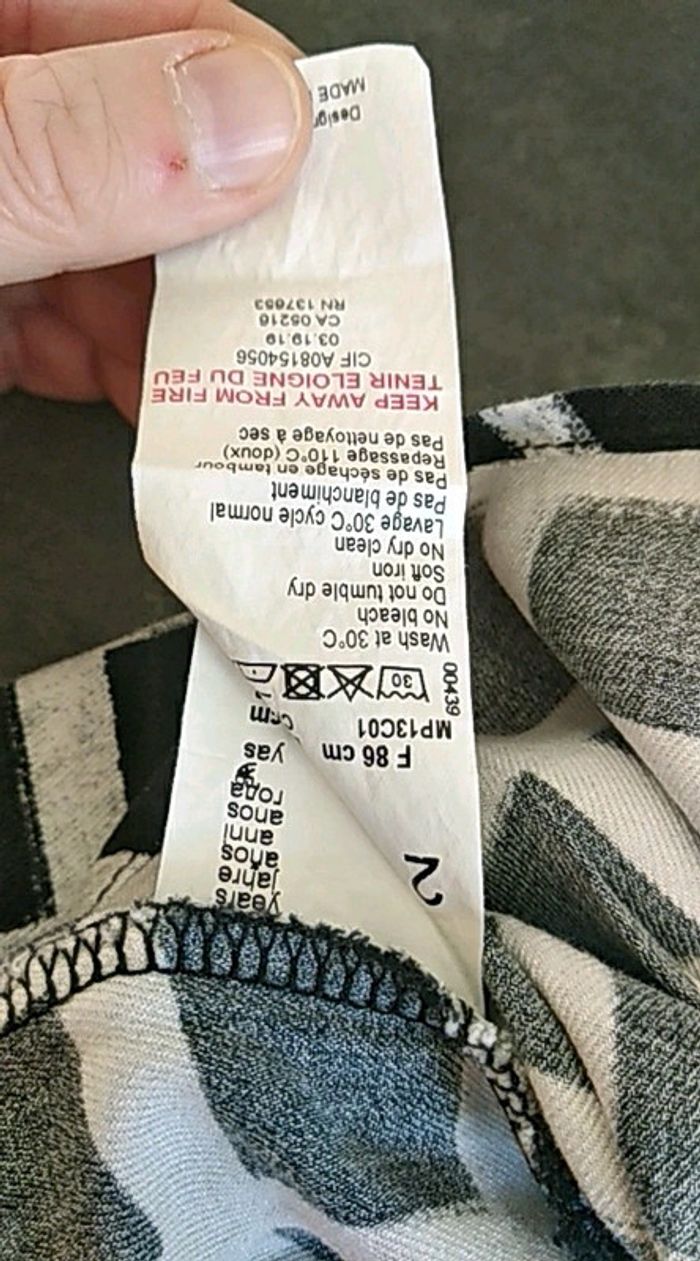 2 years
jahre
años
anni
anos
года
yas
F 86 cm
MP13C01
00439
30
Wash at 30°C
No bleach
Do not tumble dry
Soft iron
No dry clean
Lavage 30°C cycle normal
Pas de blanchiment
Pas de séchage en tambour
Repassage 110°C (doux)
Pas de nettoyage à sec
KEEP AWAY FROM FIRE
TENIR ELOIGNE DU FEU
CIF A08154056
03.19.19
CA 05216
RN 137653
MADE